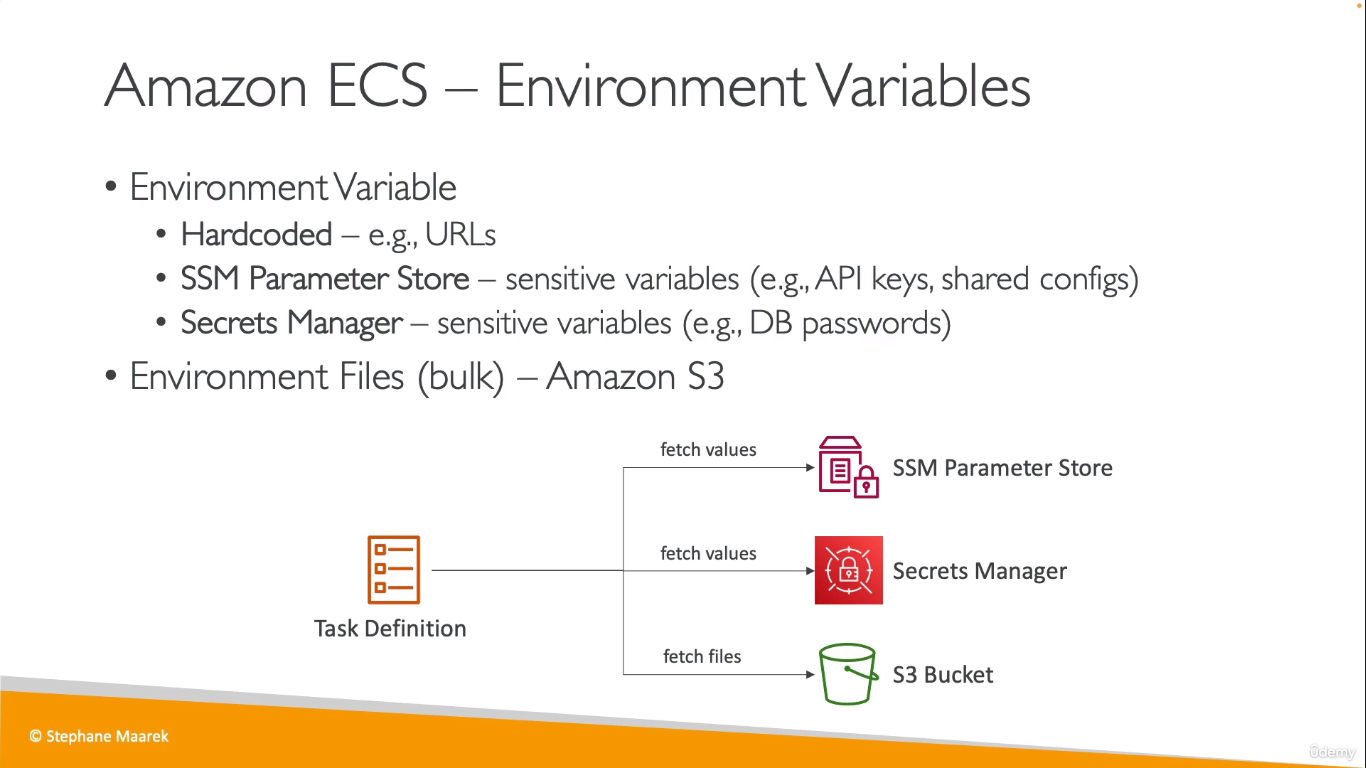 Amazon ECS – Environment Variables
• Environment Variable
• Hardcoded – e.g., URLs
• SSM Parameter Store – sensitive variables (e.g., API keys, shared configs)
• Secrets Manager – sensitive variables (e.g., DB passwords)
• Environment Files (bulk) – Amazon S3
fetch values
SSM Parameter Store
fetch values
Secrets Manager
Task Definition
fetch files
S3 Bucket
© Stephane Maarek
ûdemy